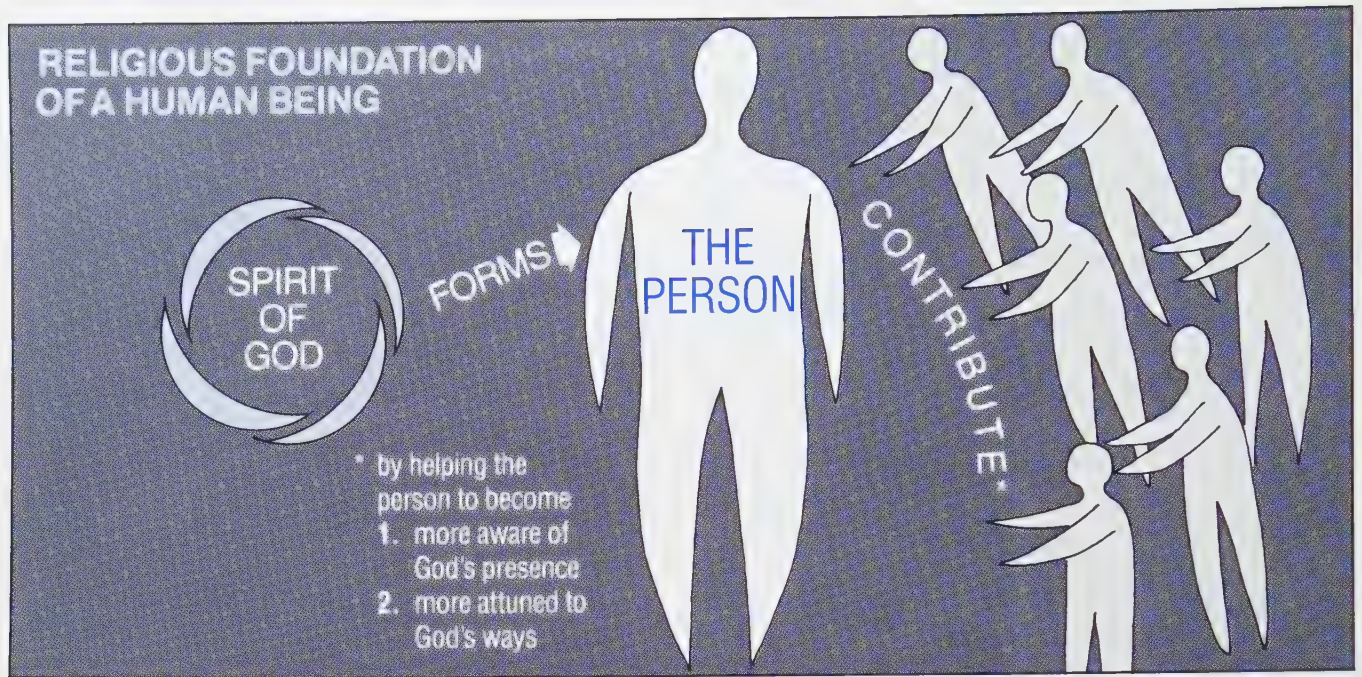 RELIGIOUS FOUNDATION
OF A HUMAN BEING
SPIRIT
OF
GOD
FORMS
THE
PERSON
CONTRIBUTE*
* by helping the
person to become
1. more aware of
God's presence
2. more attuned to
God's ways